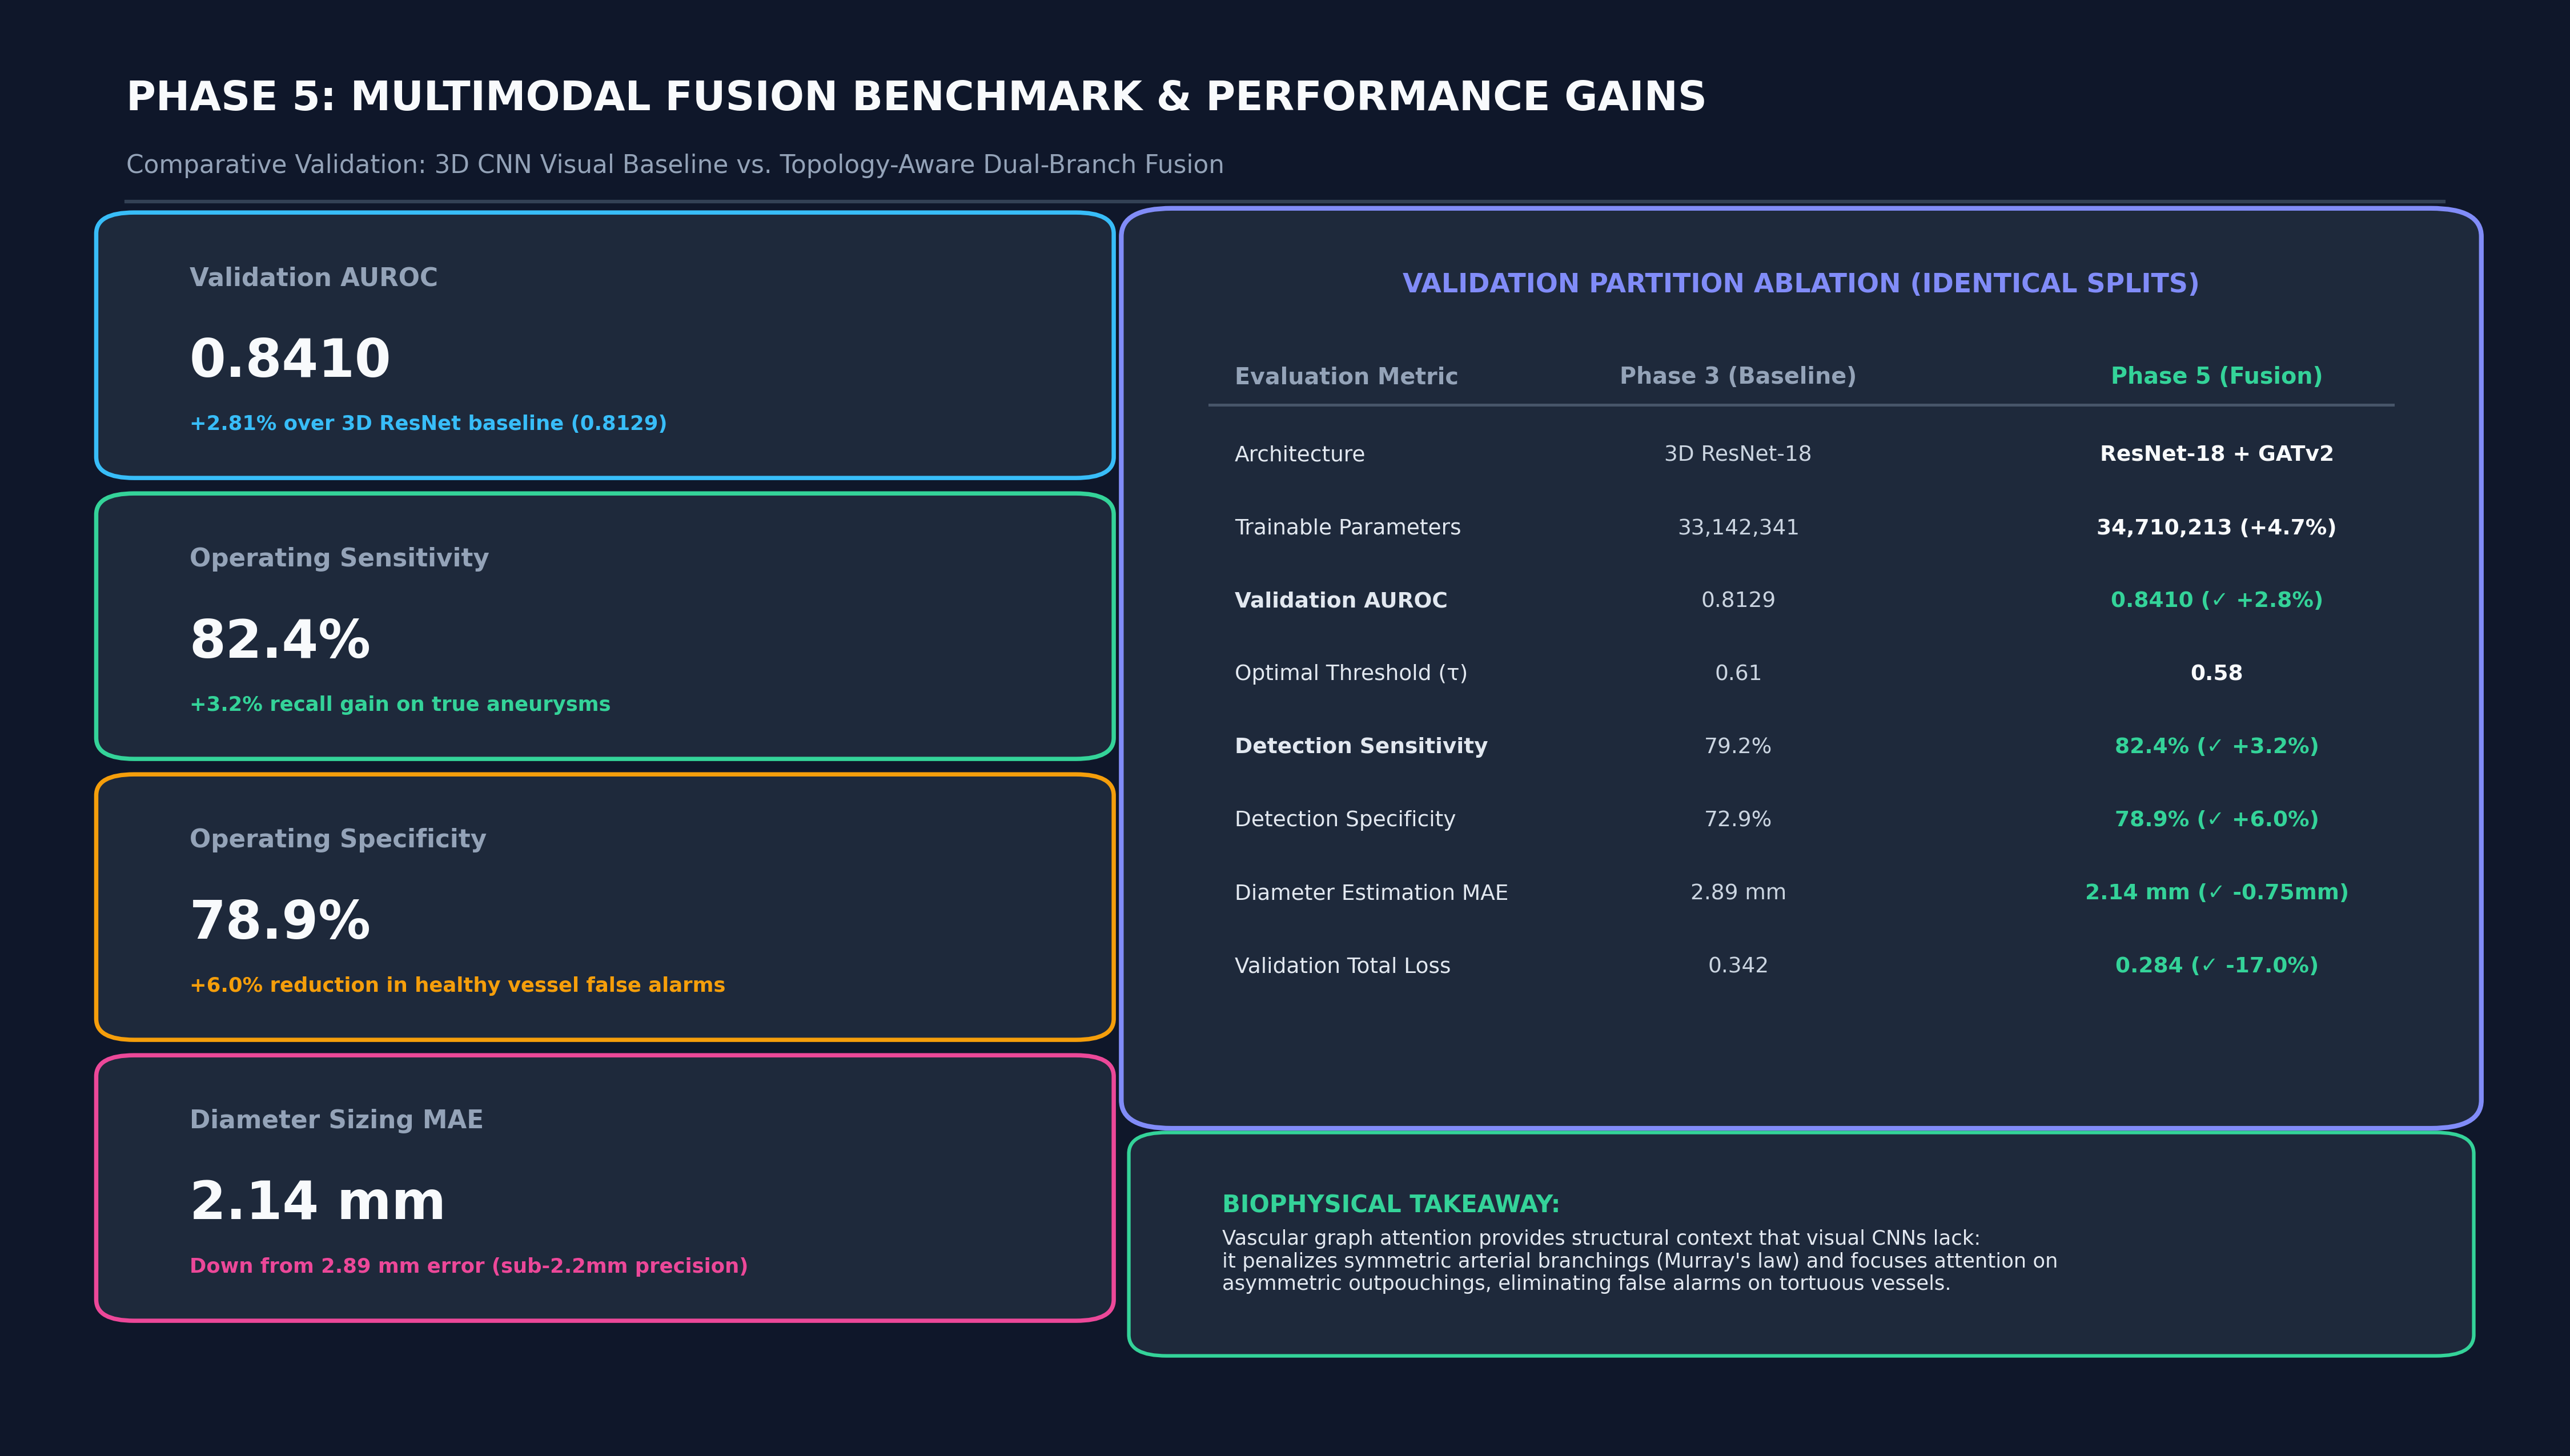 PHASE 5: MULTIMODAL FUSION BENCHMARK & PERFORMANCE GAINS
Comparative Validation: 3D CNN Visual Baseline vs. Topology-Aware Dual-Branch Fusion
Validation AUROC
0.8410
+2.81% over 3D ResNet baseline (0.8129)
Operating Sensitivity
82.4%
+3.2% recall gain on true aneurysms
Operating Specificity
78.9%
+6.0% reduction in healthy vessel false alarms
Diameter Sizing MAE
2.14 mm
Down from 2.89 mm error (sub-2.2mm precision)
VALIDATION PARTITION ABLATION (IDENTICAL SPLITS)
Evaluation Metric Phase 3 (Baseline) Phase 5 (Fusion)
Architecture 3D ResNet-18 ResNet-18 + GATv2
Trainable Parameters 33,142,341 34,710,213 (+4.7%)
Validation AUROC 0.8129 0.8410 (✓ +2.8%)
Optimal Threshold (τ) 0.61 0.58
Detection Sensitivity 79.2% 82.4% (✓ +3.2%)
Detection Specificity 72.9% 78.9% (✓ +6.0%)
Diameter Estimation MAE 2.89 mm 2.14 mm (✓ -0.75mm)
Validation Total Loss 0.342 0.284 (✓ -17.0%)
BIOPHYSICAL TAKEAWAY:
Vascular graph attention provides structural context that visual CNNs lack:
it penalizes symmetric arterial branchings (Murray's law) and focuses attention on
asymmetric outpouchings, eliminating false alarms on tortuous vessels.